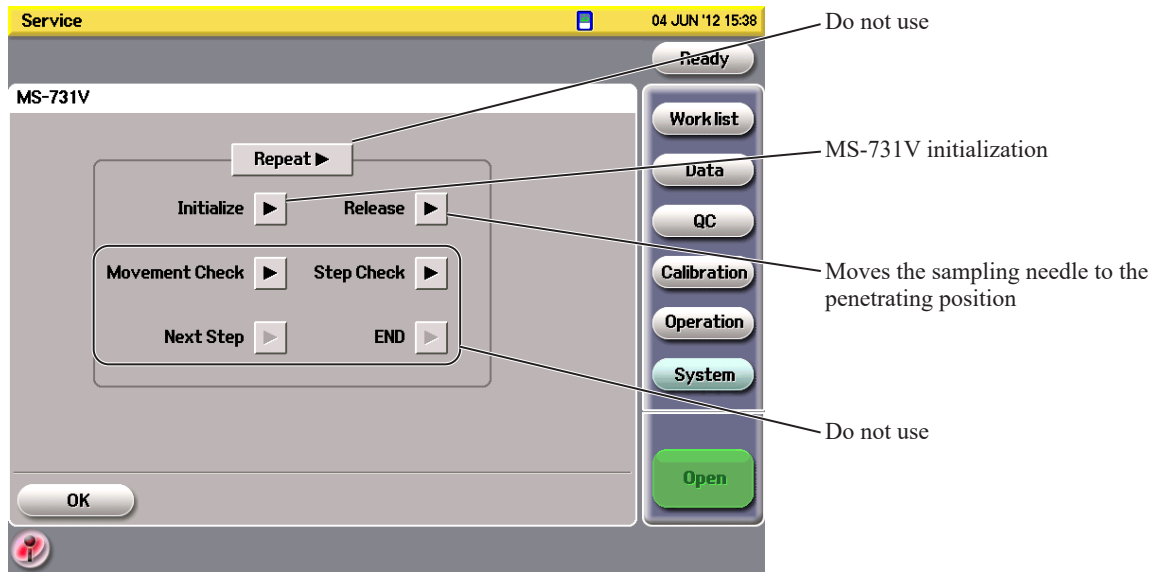 Service
04 JUN '12 15:38
Do not use
Ready
MS-731V
Work list
Repeat ▶
MS-731V initialization
Data
Initialize ▶ Release ▶
QC
Movement Check ▶ Step Check ▶
Calibration
Moves the sampling needle to the
penetrating position
Next Step ▶ END ▶
Operation
System
Do not use
Open
OK